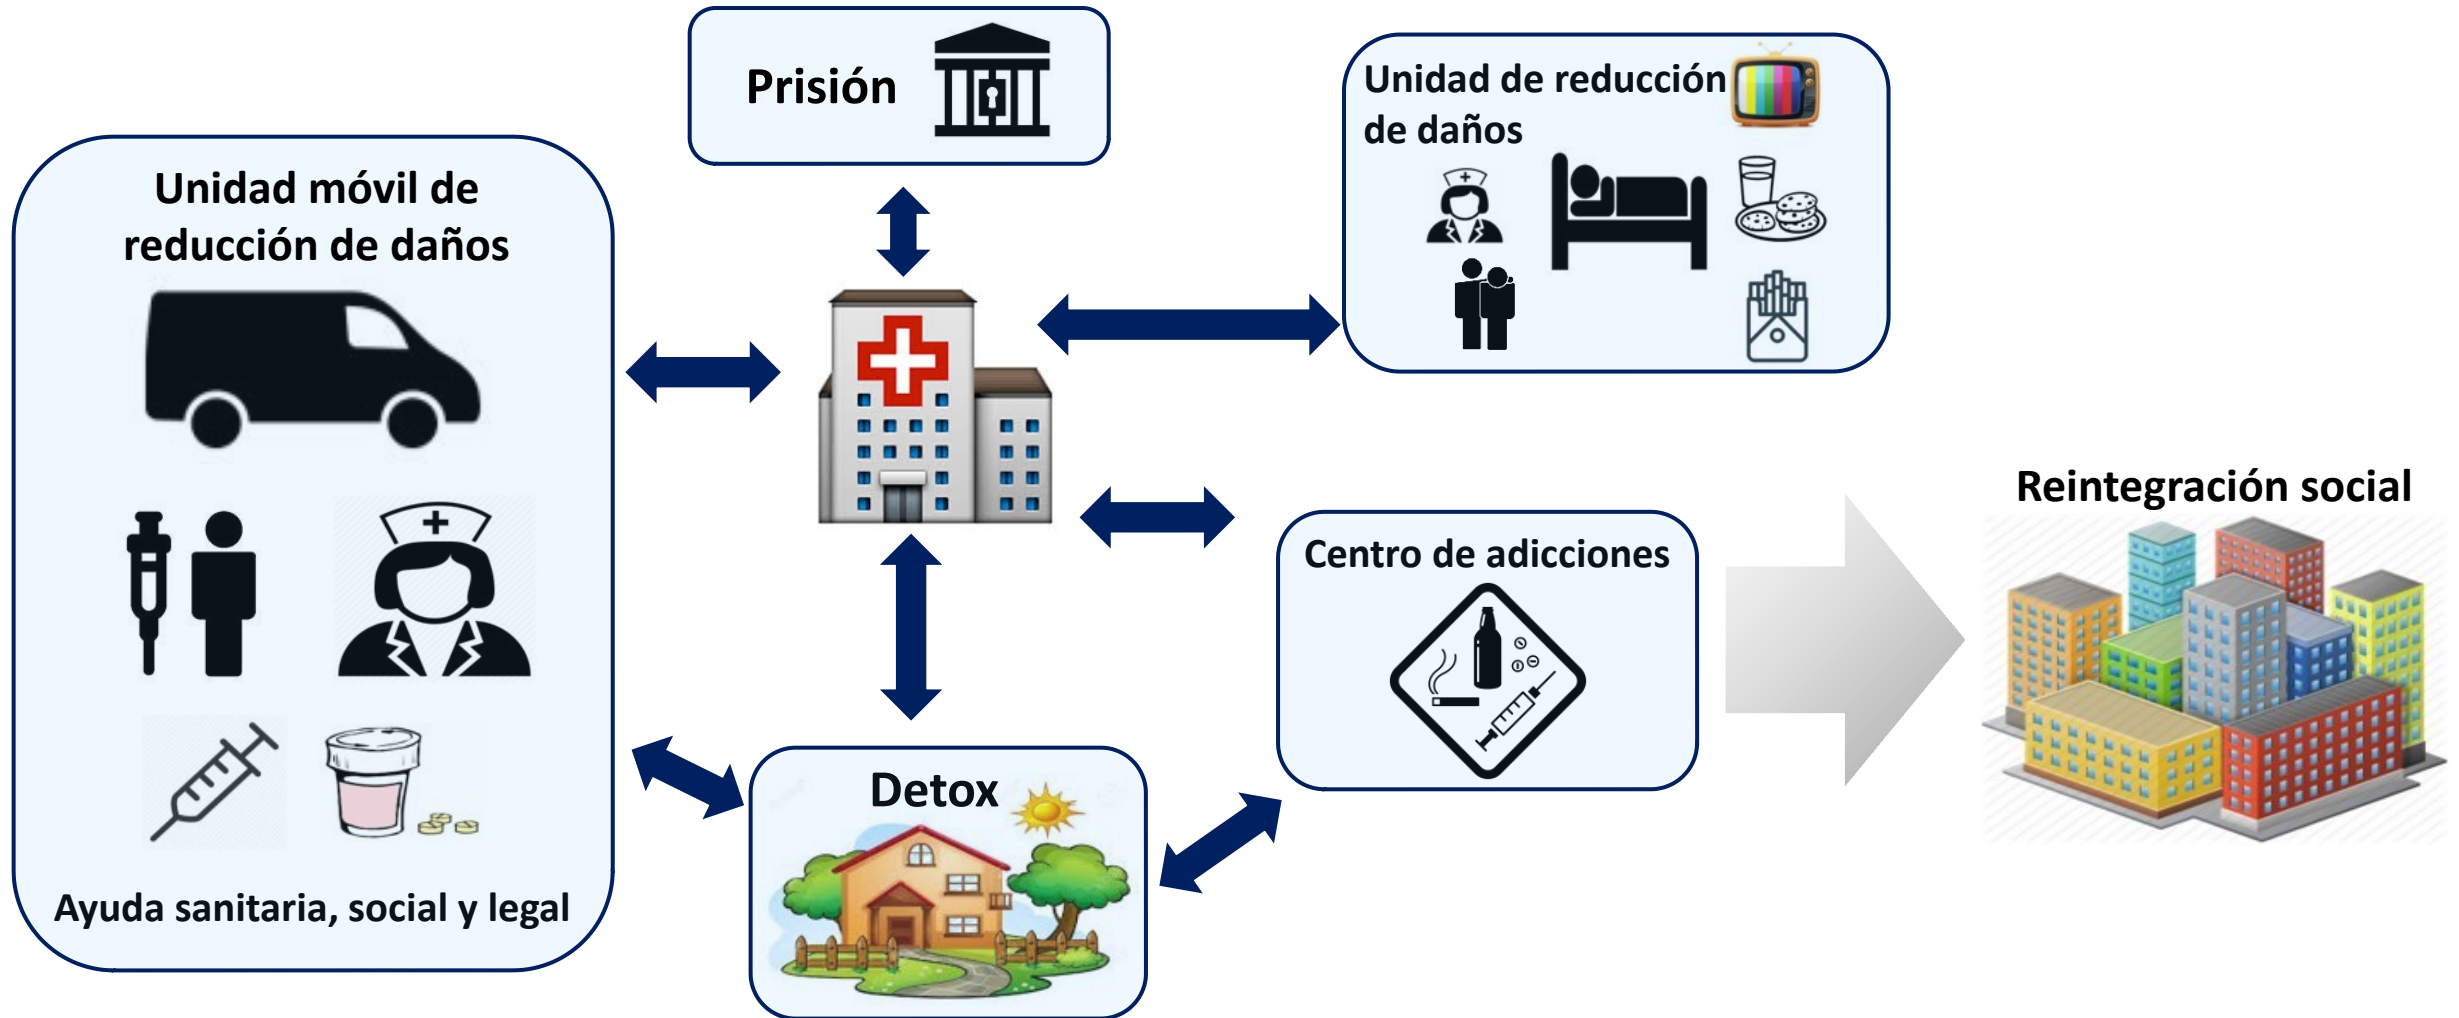 Prisión
Unidad de reducción
de daños
Unidad móvil de
reducción de daños
Reintegración social
Centro de adicciones
Detox
Ayuda sanitaria, social y legal